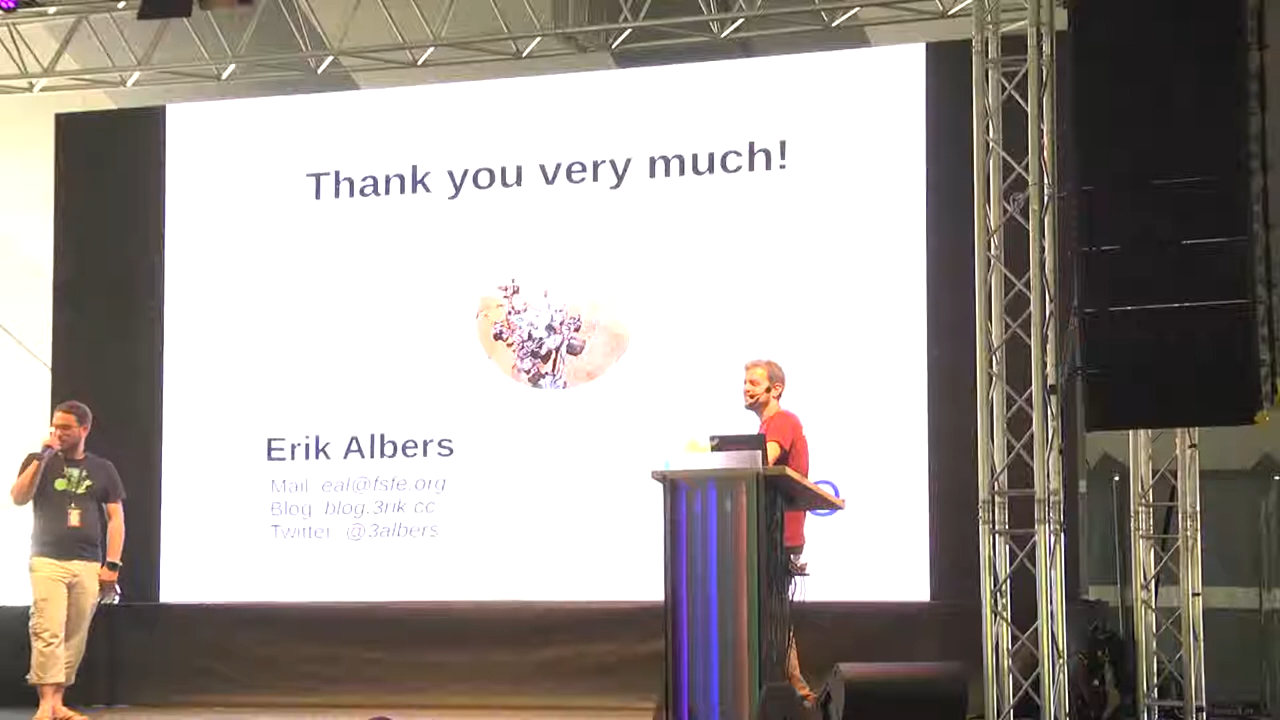 Thank you very much!
Erik Albers
Mail eal@fsfe.org
Blog blog.3rik.cc
Twitter @3albers